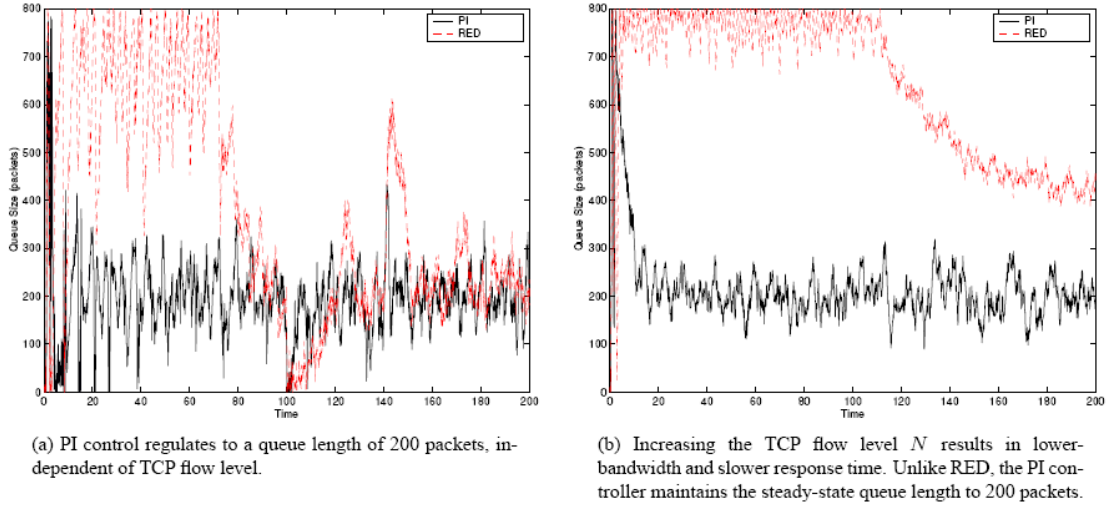 800
700
600
500
400
300
200
100
0
Queue Size (packets)
0 20 40 60 80 100 120 140 160 180 200
Time
PI
RED
(a) PI control regulates to a queue length of 200 packets, in-
dependent of TCP flow level.
800
700
600
500
400
300
200
100
0
Queue Size (packets)
0 20 40 60 80 100 120 140 160 180 200
Time
PI
RED
(b) Increasing the TCP flow level N results in lower-
bandwidth and slower response time. Unlike RED, the PI con-
troller maintains the steady-state queue length to 200 packets.